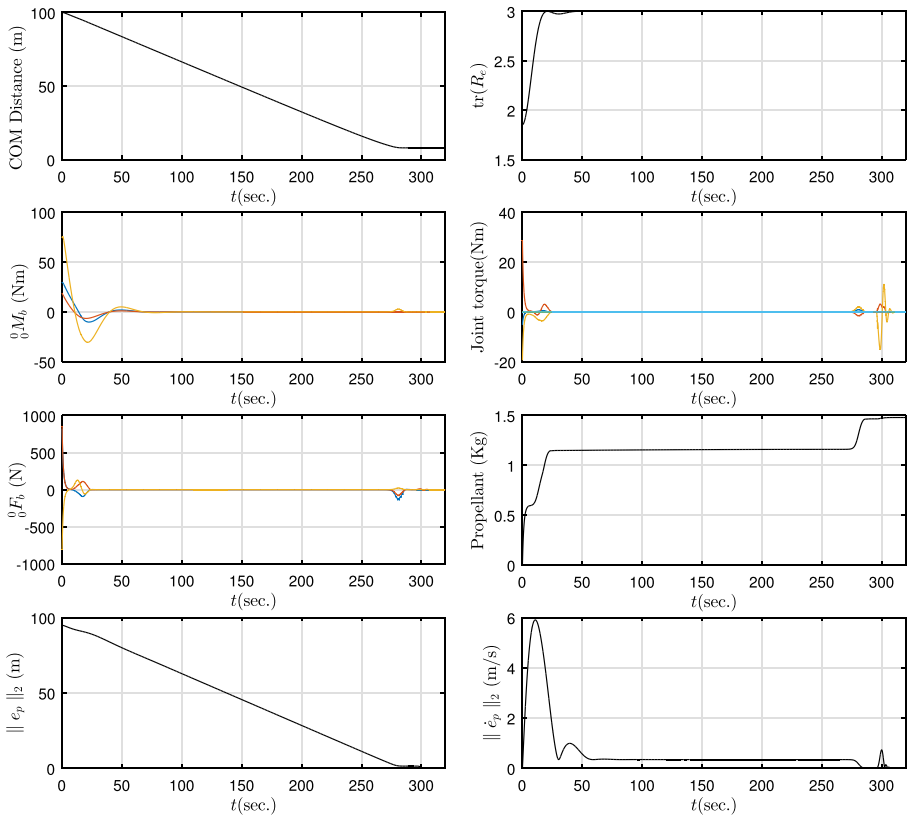 100
50
0
COM Distance (m)
0 50 100 150 200 250 300
t(sec.)
3
2.5
2
1.5
tr(R_e)
0 50 100 150 200 250 300
t(sec.)
100
50
0
-50
⁰₀M_b (Nm)
0 50 100 150 200 250 300
t(sec.)
40
20
0
-20
Joint torque(Nm)
0 50 100 150 200 250 300
t(sec.)
1000
500
0
-500
-1000
⁰₀F_b (N)
0 50 100 150 200 250 300
t(sec.)
1.5
1
0.5
0
Propellant (Kg)
0 50 100 150 200 250 300
t(sec.)
100
50
0
‖ e_p ‖₂ (m)
0 50 100 150 200 250 300
t(sec.)
6
4
2
0
‖ ė_p ‖₂ (m/s)
0 50 100 150 200 250 300
t(sec.)